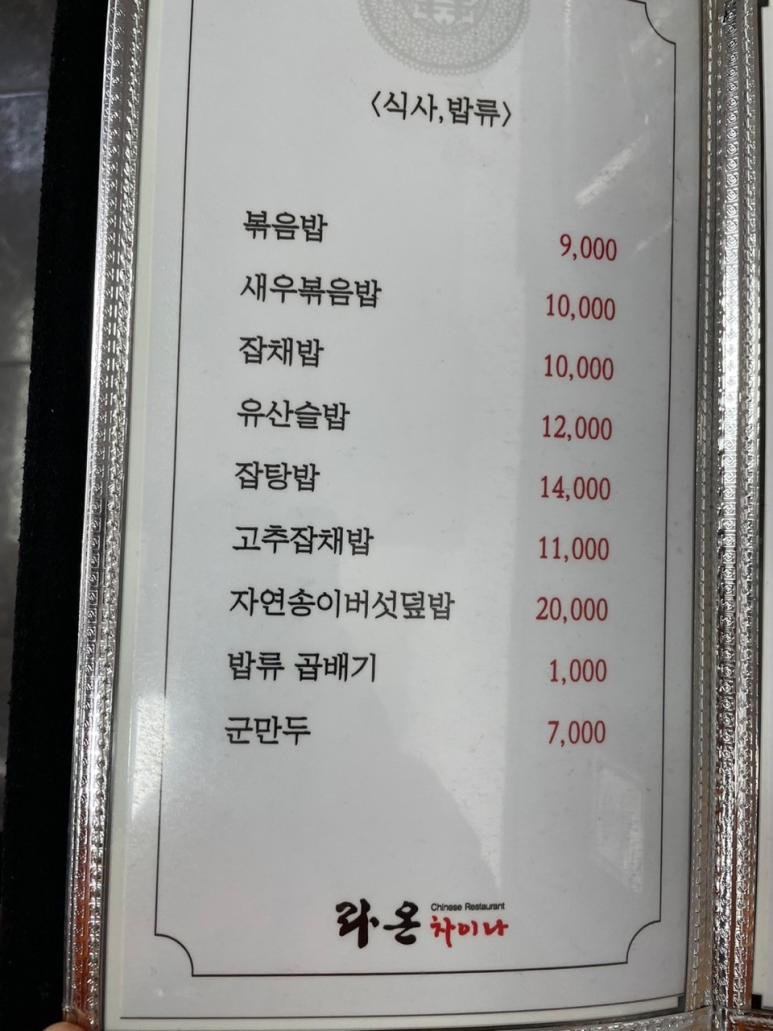 〈식사,밥류〉
볶음밥 9,000
새우볶음밥 10,000
잡채밥 10,000
유산슬밥 12,000
잡탕밥 14,000
고추잡채밥 11,000
자연송이버섯덮밥 20,000
밥류 곱배기 1,000
군만두 7,000
라온 Chinese Restaurant
차이나